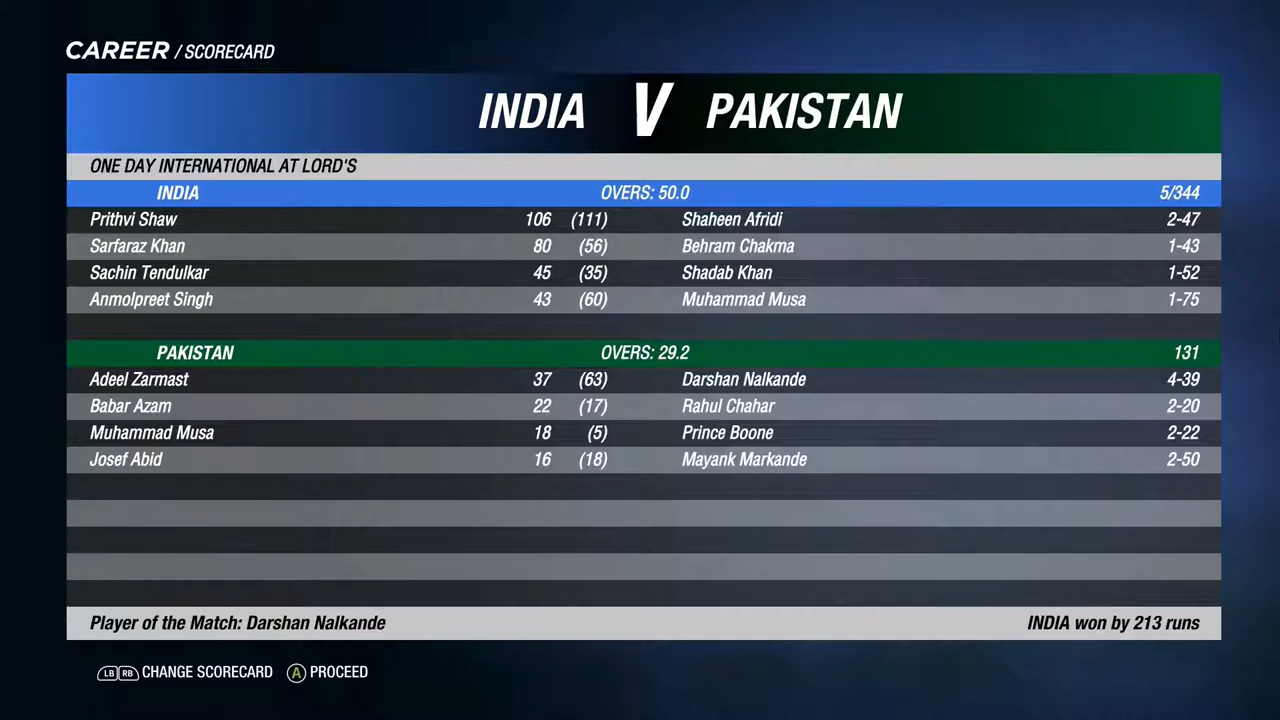 CAREER / SCORECARD
INDIA V PAKISTAN
ONE DAY INTERNATIONAL AT LORD'S
INDIA OVERS: 50.0 5/344
Prithvi Shaw 106 (111) Shaheen Afridi 2-47
Sarfaraz Khan 80 (56) Behram Chakma 1-43
Sachin Tendulkar 45 (35) Shadab Khan 1-52
Anmolpreet Singh 43 (60) Muhammad Musa 1-75
PAKISTAN OVERS: 29.2 131
Adeel Zarmast 37 (63) Darshan Nalkande 4-39
Babar Azam 22 (17) Rahul Chahar 2-20
Muhammad Musa 18 (5) Prince Boone 2-22
Josef Abid 16 (18) Mayank Markande 2-50
Player of the Match: Darshan Nalkande INDIA won by 213 runs
LB RB CHANGE SCORECARD A PROCEED